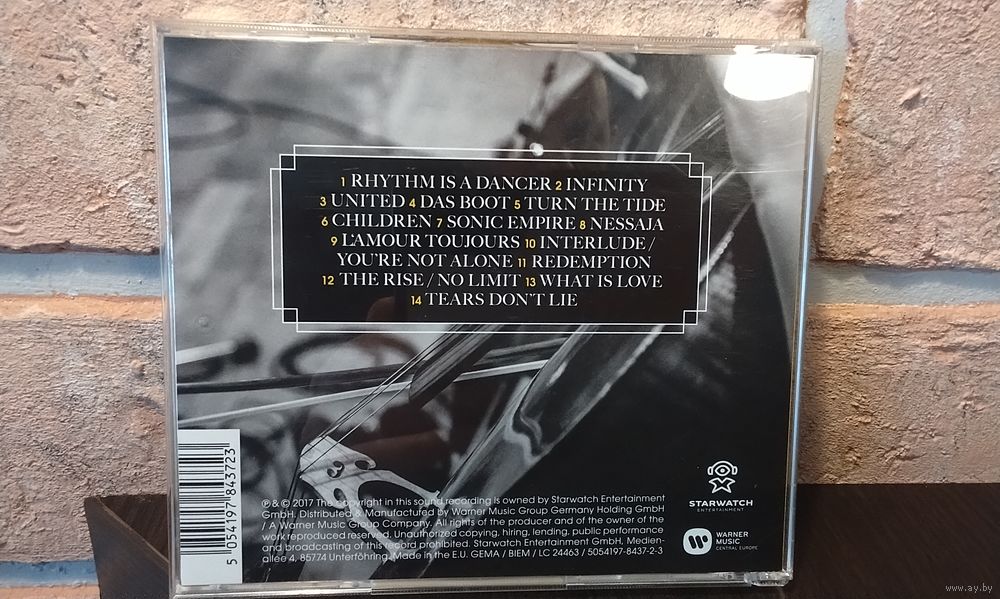 1 RHYTHM IS A DANCER 2 INFINITY
3 UNITED 4 DAS BOOT 5 TURN THE TIDE
6 CHILDREN 7 SONIC EMPIRE 8 NESSAJA
9 L'AMOUR TOUJOURS 10 INTERLUDE /
YOU'RE NOT ALONE 11 REDEMPTION
12 THE RISE / NO LIMIT 13 WHAT IS LOVE
14 TEARS DON'T LIE
5 054197 843723
℗ & © 2017 The copyright in this sound recording is owned by Starwatch Entertainment
GmbH. Distributed & Manufactured by Warner Music Group Germany Holding GmbH
/ A Warner Music Group Company. All rights of the producer and of the owner of the
work reproduced reserved. Unauthorized copying, hiring, lending, public performance
and broadcasting of this record prohibited. Starwatch Entertainment GmbH, Medien-
allee 4, 85774 Unterföhring. Made in the E.U. GEMA / BIEM / LC 24463 / 5054197-8437-2-3
STARWATCH
ENTERTAINMENT
WARNER
MUSIC
CENTRAL EUROPE
www.ay.by